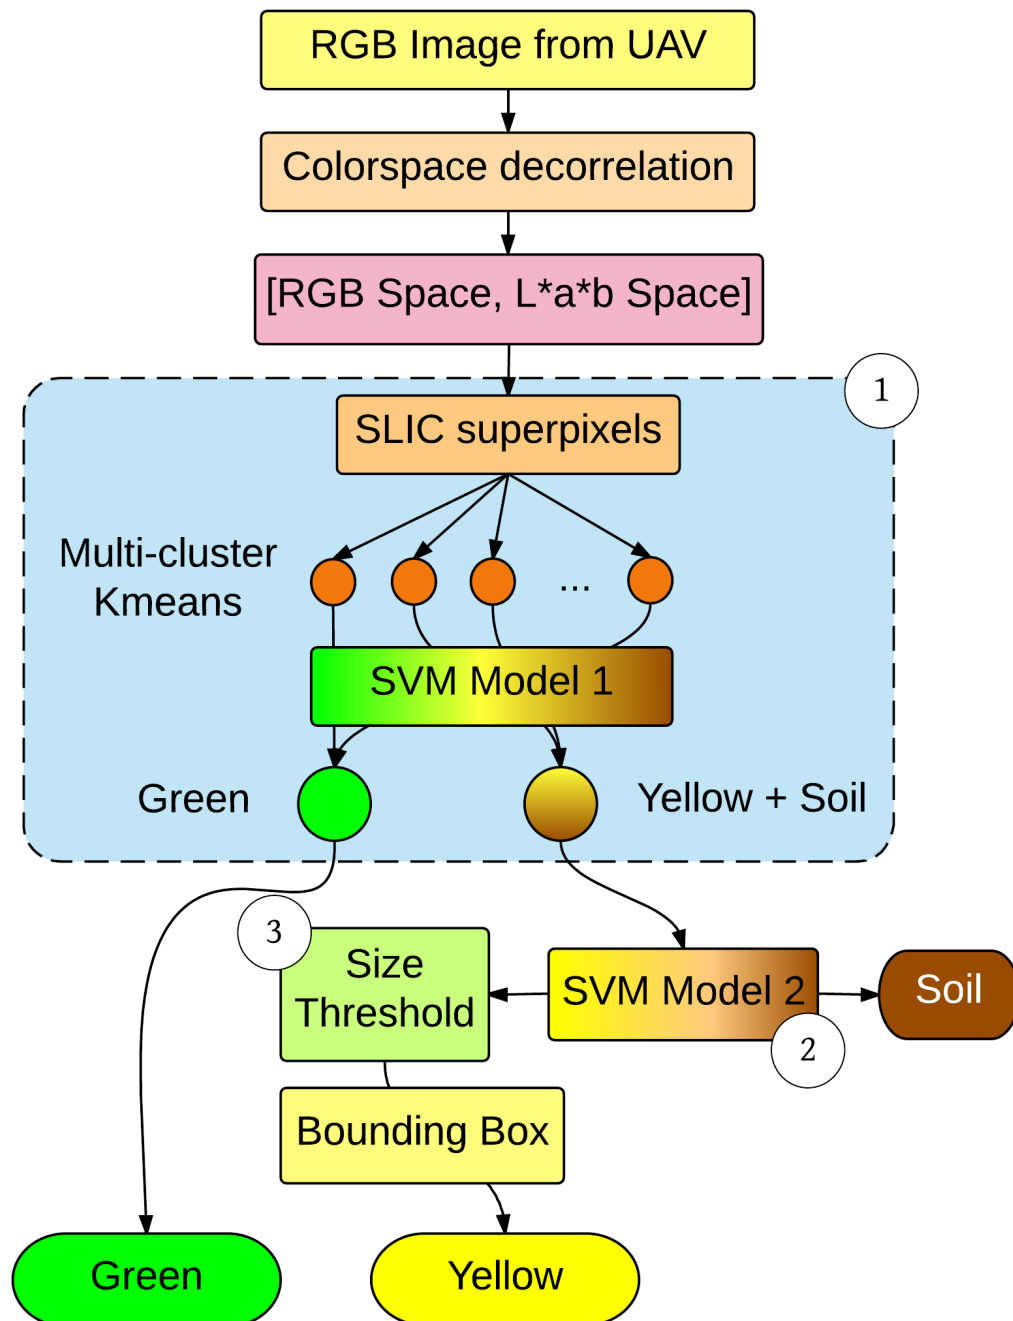 RGB Image from UAV
Colorspace decorrelation
[RGB Space, L*a*b Space]
1
SLIC superpixels
Multi-cluster
Kmeans
...
SVM Model 1
Green
Yellow + Soil
3
Size
Threshold
SVM Model 2
Soil
2
Bounding Box
Green
Yellow